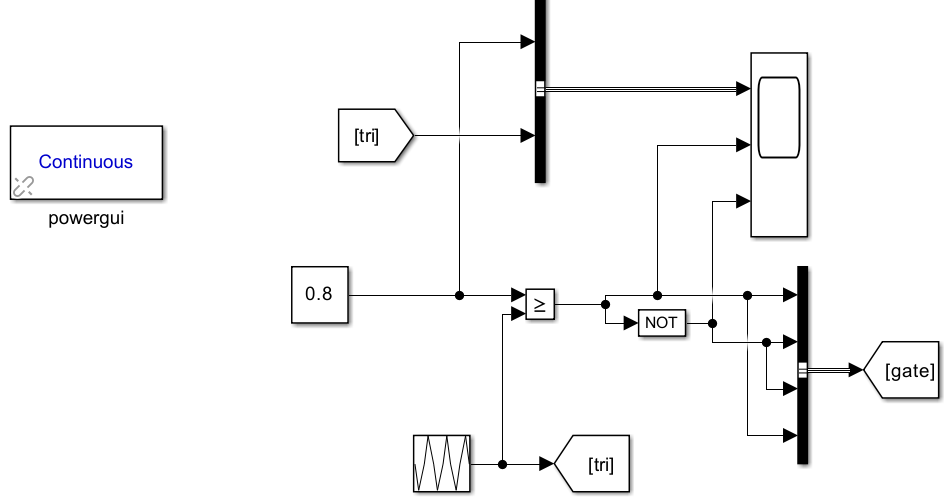 [tri]
Continuous
powergui
0.8
≥
NOT
[gate]
[tri]